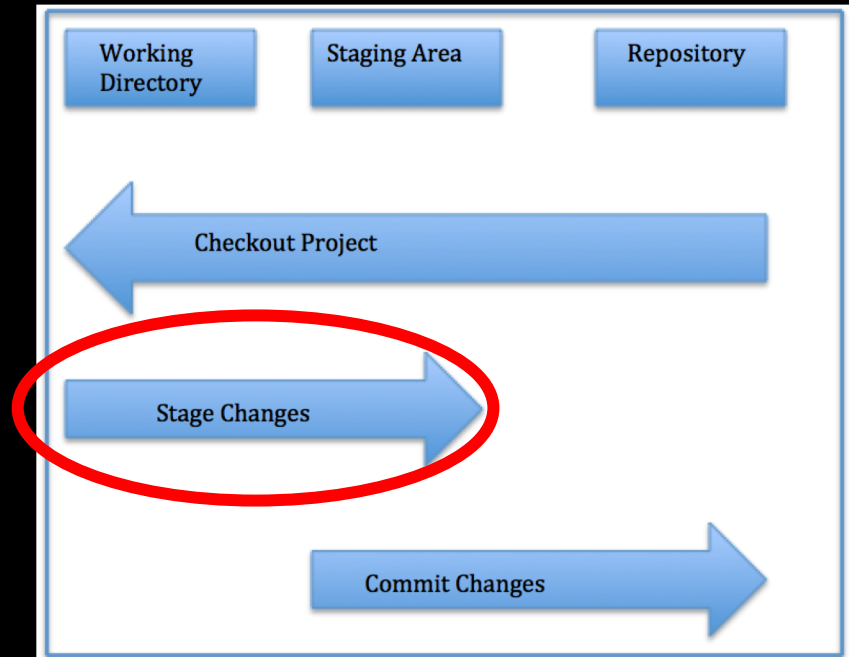 Working
Directory
Staging Area
Repository
Checkout Project
Stage Changes
Commit Changes